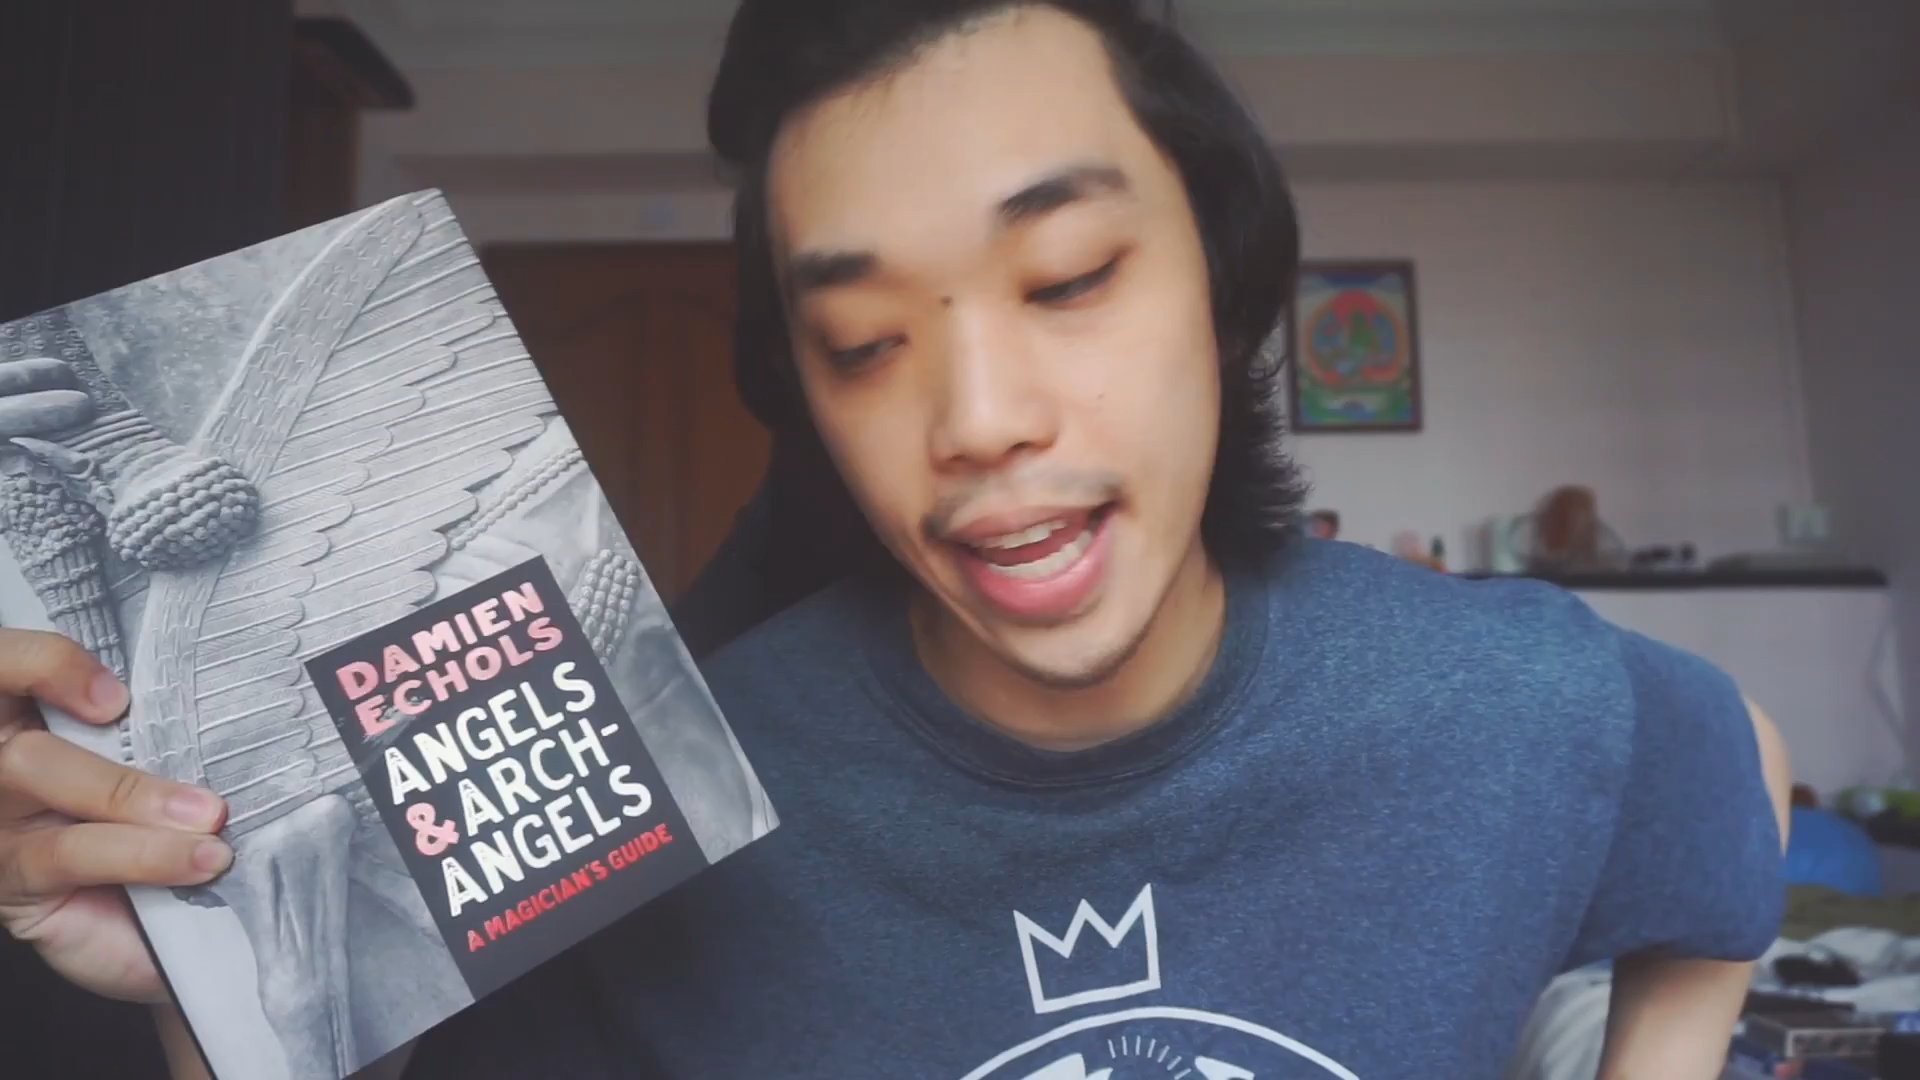 DAMIEN
ECHOLS
ANGELS
& ARCH-
ANGELS
A MAGICIAN'S GUIDE